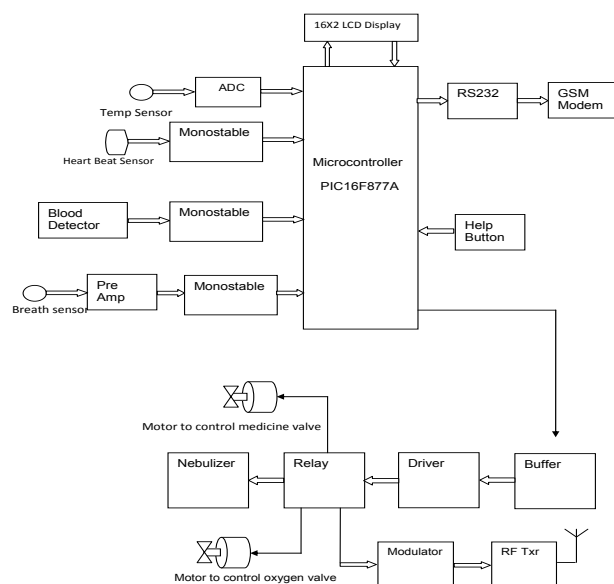 16X2 LCD Display
ADC
Temp Sensor
RS232
GSM
Modem
Monostable
Heart Beat Sensor
Microcontroller
PIC16F877A
Blood
Detector
Monostable
Help
Button
Pre
Amp
Monostable
Breath sensor
Motor to control medicine valve
Nebulizer
Relay
Driver
Buffer
Motor to control oxygen valve
Modulator
RF Txr